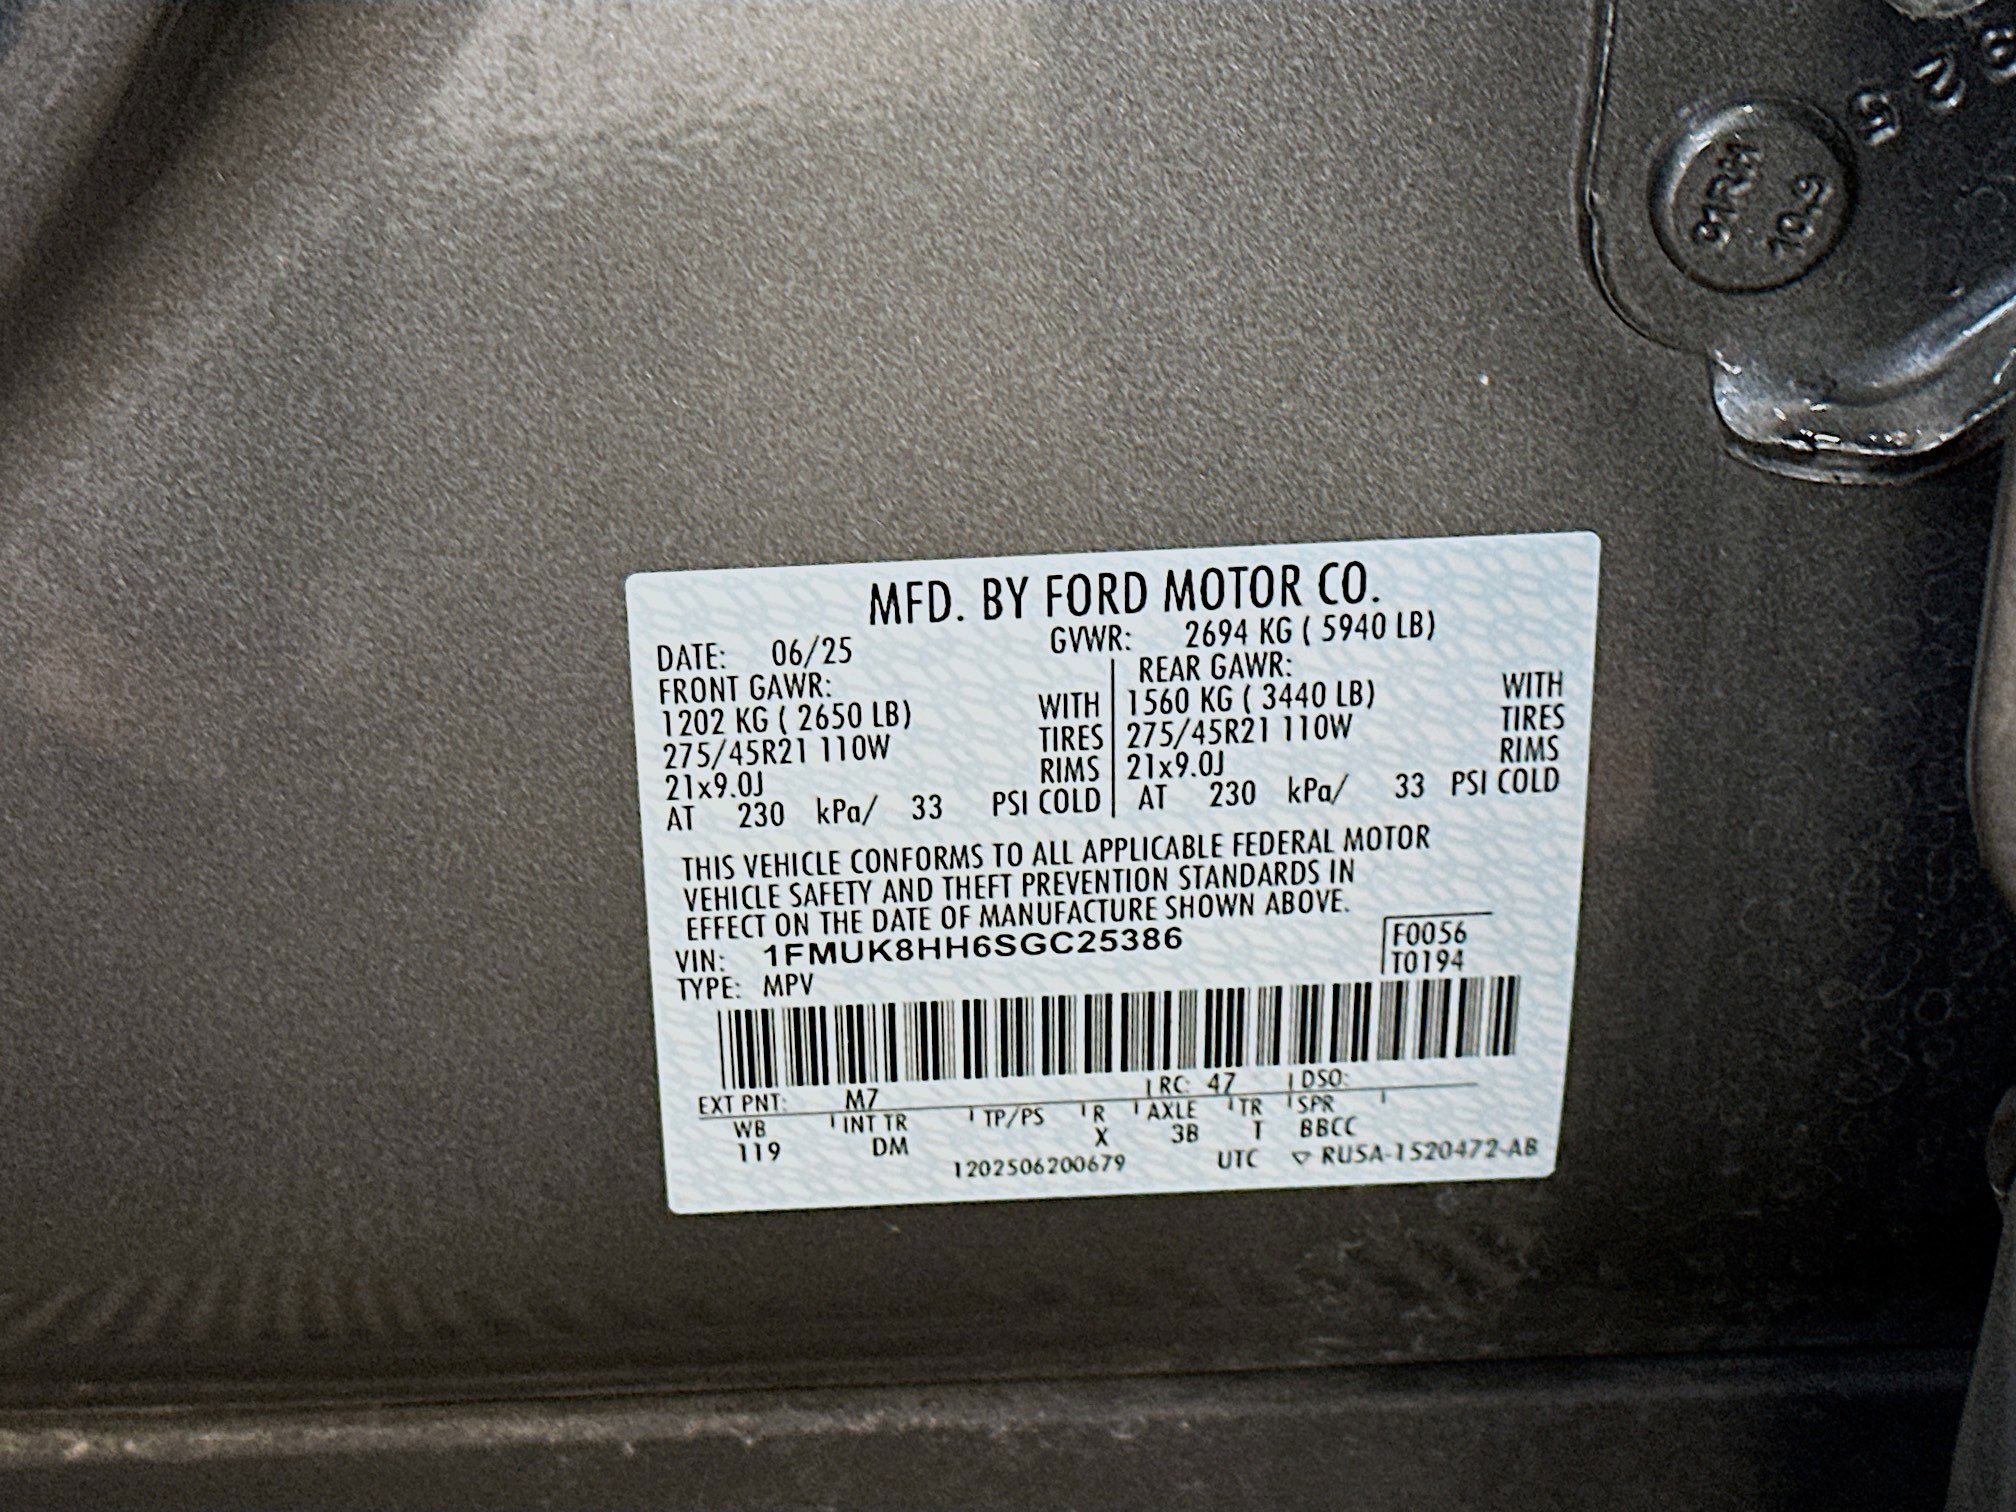 625
91RH
10.9
MFD. BY FORD MOTOR CO.
DATE: 06/25 GVWR: 2694 KG ( 5940 LB)
FRONT GAWR: REAR GAWR:
1202 KG ( 2650 LB) WITH 1560 KG ( 3440 LB) WITH
275/45R21 110W TIRES 275/45R21 110W TIRES
21x9.0J RIMS 21x9.0J RIMS
AT 230 kPa/ 33 PSI COLD AT 230 kPa/ 33 PSI COLD
THIS VEHICLE CONFORMS TO ALL APPLICABLE FEDERAL MOTOR
VEHICLE SAFETY AND THEFT PREVENTION STANDARDS IN
EFFECT ON THE DATE OF MANUFACTURE SHOWN ABOVE.
VIN: 1FMUK8HH6SGC25386 F0056
TYPE: MPV T0194
EXT PNT: M7 RC: 47 DSO:
WB INT TR TP/PS R AXLE TR SPR
119 DM X 3B T BBCC
1202506200679 UTC ▽ RU5A-1520472-AB